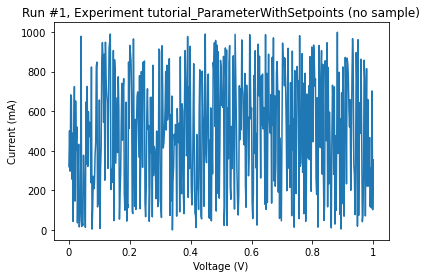 Run #1, Experiment tutorial_ParameterWithSetpoints (no sample)
1000
800
600
400
200
0
Current (mA)
0 0.2 0.4 0.6 0.8 1
Voltage (V)